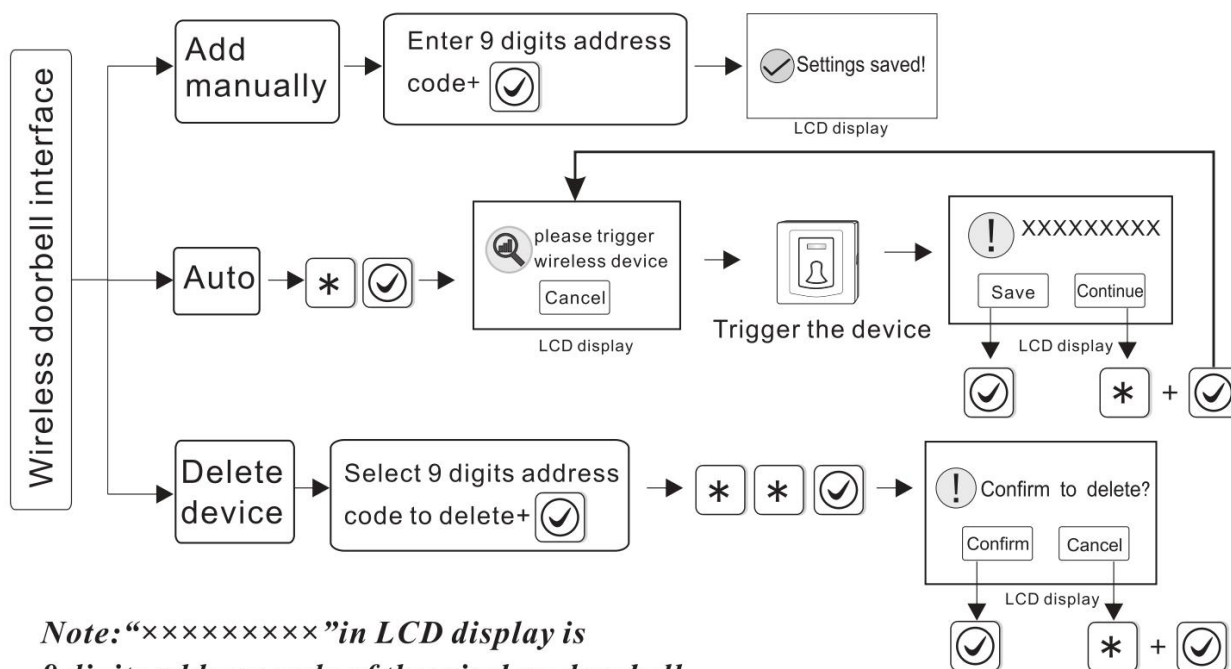 Wireless doorbell interface
Add
manually
Enter 9 digits address
code+
Settings saved!
LCD display
Auto
*
please trigger
wireless device
Cancel
LCD display
Trigger the device
! XXXXXXXXX
Save Continue
LCD display
* +
Delete
device
Select 9 digits address
code to delete+
* *
! Confirm to delete?
Confirm Cancel
LCD display
* +
Note:“×××××××××”in LCD display is